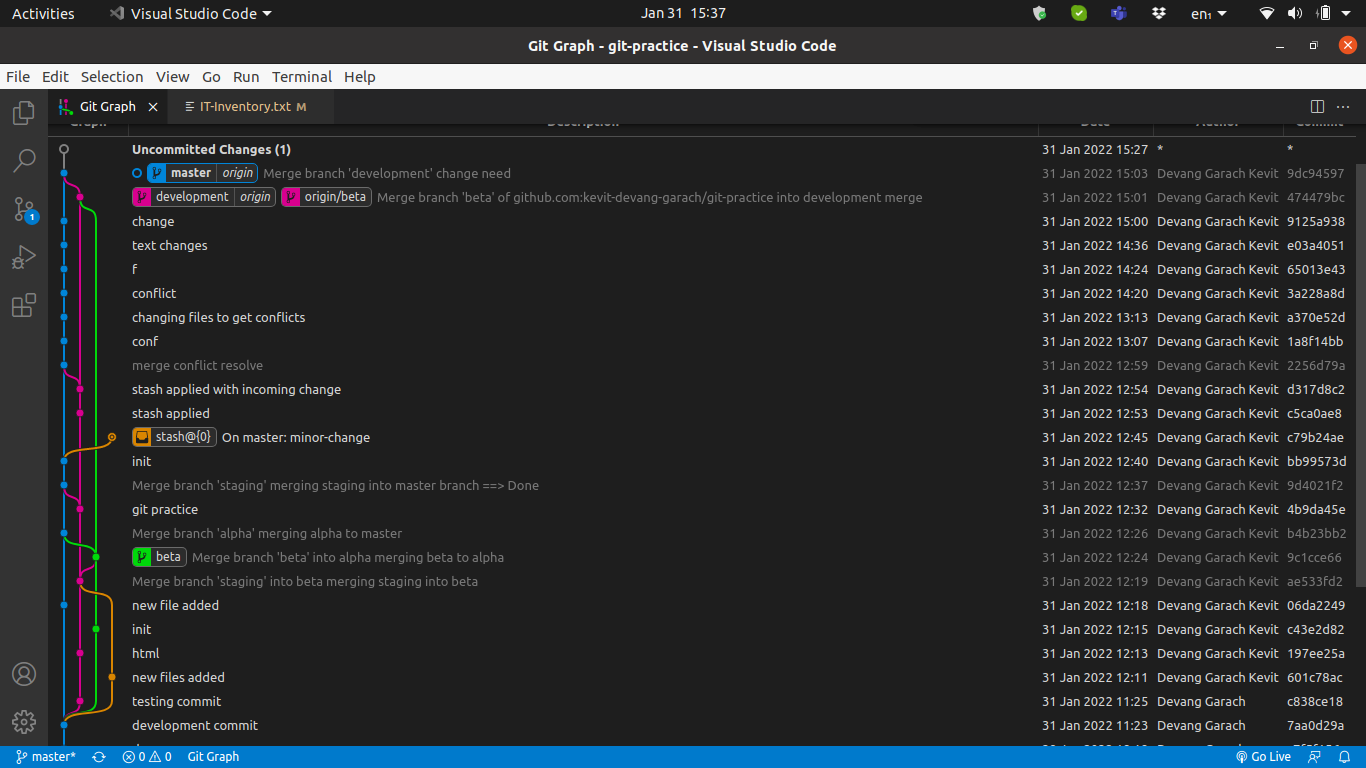 Activities Visual Studio Code Jan 31 15:37 en₁
Git Graph - git-practice - Visual Studio Code
File Edit Selection View Go Run Terminal Help
Git Graph IT-Inventory.txt M
Graph Description Date Author Commit
Uncommitted Changes (1) 31 Jan 2022 15:27 * *
master origin Merge branch 'development' change need 31 Jan 2022 15:03 Devang Garach Kevit 9dc94597
development origin origin/beta Merge branch 'beta' of github.com:kevit-devang-garach/git-practice into development merge 31 Jan 2022 15:01 Devang Garach Kevit 474479bc
change 31 Jan 2022 15:00 Devang Garach Kevit 9125a938
text changes 31 Jan 2022 14:36 Devang Garach Kevit e03a4051
f 31 Jan 2022 14:24 Devang Garach Kevit 65013e43
conflict 31 Jan 2022 14:20 Devang Garach Kevit 3a228a8d
changing files to get conflicts 31 Jan 2022 13:13 Devang Garach Kevit a370e52d
conf 31 Jan 2022 13:07 Devang Garach Kevit 1a8f14bb
merge conflict resolve 31 Jan 2022 12:59 Devang Garach Kevit 2256d79a
stash applied with incoming change 31 Jan 2022 12:54 Devang Garach Kevit d317d8c2
stash applied 31 Jan 2022 12:53 Devang Garach Kevit c5ca0ae8
stash@{0} On master: minor-change 31 Jan 2022 12:45 Devang Garach Kevit c79b24ae
init 31 Jan 2022 12:40 Devang Garach Kevit bb99573d
Merge branch 'staging' merging staging into master branch ==> Done 31 Jan 2022 12:37 Devang Garach Kevit 9d4021f2
git practice 31 Jan 2022 12:32 Devang Garach Kevit 4b9da45e
Merge branch 'alpha' merging alpha to master 31 Jan 2022 12:26 Devang Garach Kevit b4b23bb2
beta Merge branch 'beta' into alpha merging beta to alpha 31 Jan 2022 12:24 Devang Garach Kevit 9c1cce66
Merge branch 'staging' into beta merging staging into beta 31 Jan 2022 12:19 Devang Garach Kevit ae533fd2
new file added 31 Jan 2022 12:18 Devang Garach Kevit 06da2249
init 31 Jan 2022 12:15 Devang Garach Kevit c43e2d82
html 31 Jan 2022 12:13 Devang Garach Kevit 197ee25a
new files added 31 Jan 2022 12:11 Devang Garach Kevit 601c78ac
testing commit 31 Jan 2022 11:25 Devang Garach c838ce18
development commit 31 Jan 2022 11:23 Devang Garach 7aa0d29a
1
master* 0 0 Git Graph Go Live